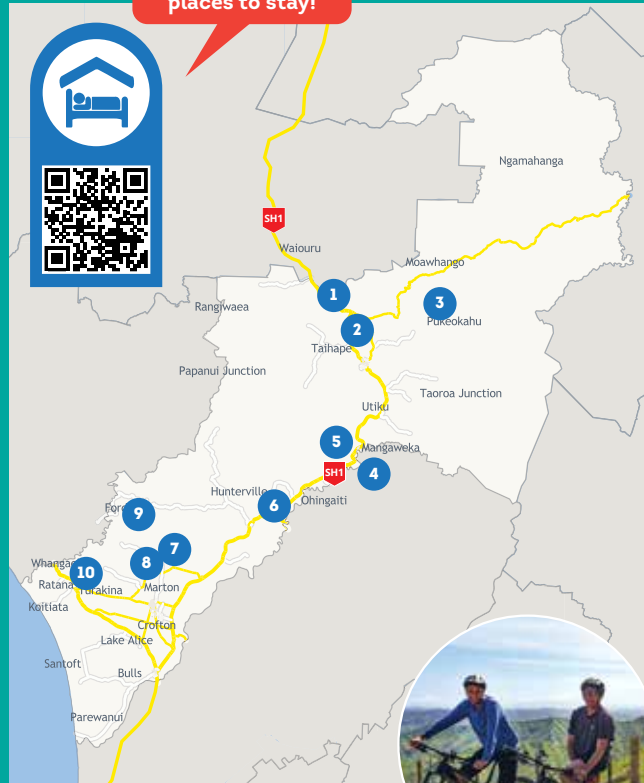 places to stay!
Ngamahanga
SH1
Waiouru
Moawhango
1
3
Rangiwaea
Pukeokahu
2
Taihape
Papanui Junction
Taoroa Junction
Utiku
5
Mangaweka
SH1
4
Hunterville
6
Ohingaiti
9
7
8
10
Ratana
Marton
Koitiata
Crofton
Lake Alice
Santoft
Bulls
Parewanui